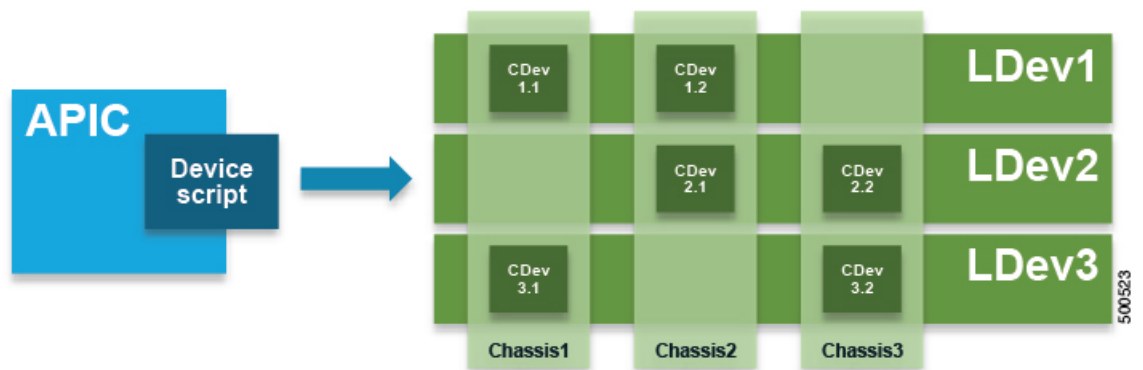 APIC
Device
script
CDev
1.1
CDev
1.2
LDev1
CDev
2.1
CDev
2.2
LDev2
CDev
3.1
CDev
3.2
LDev3
Chassis1
Chassis2
Chassis3
500523